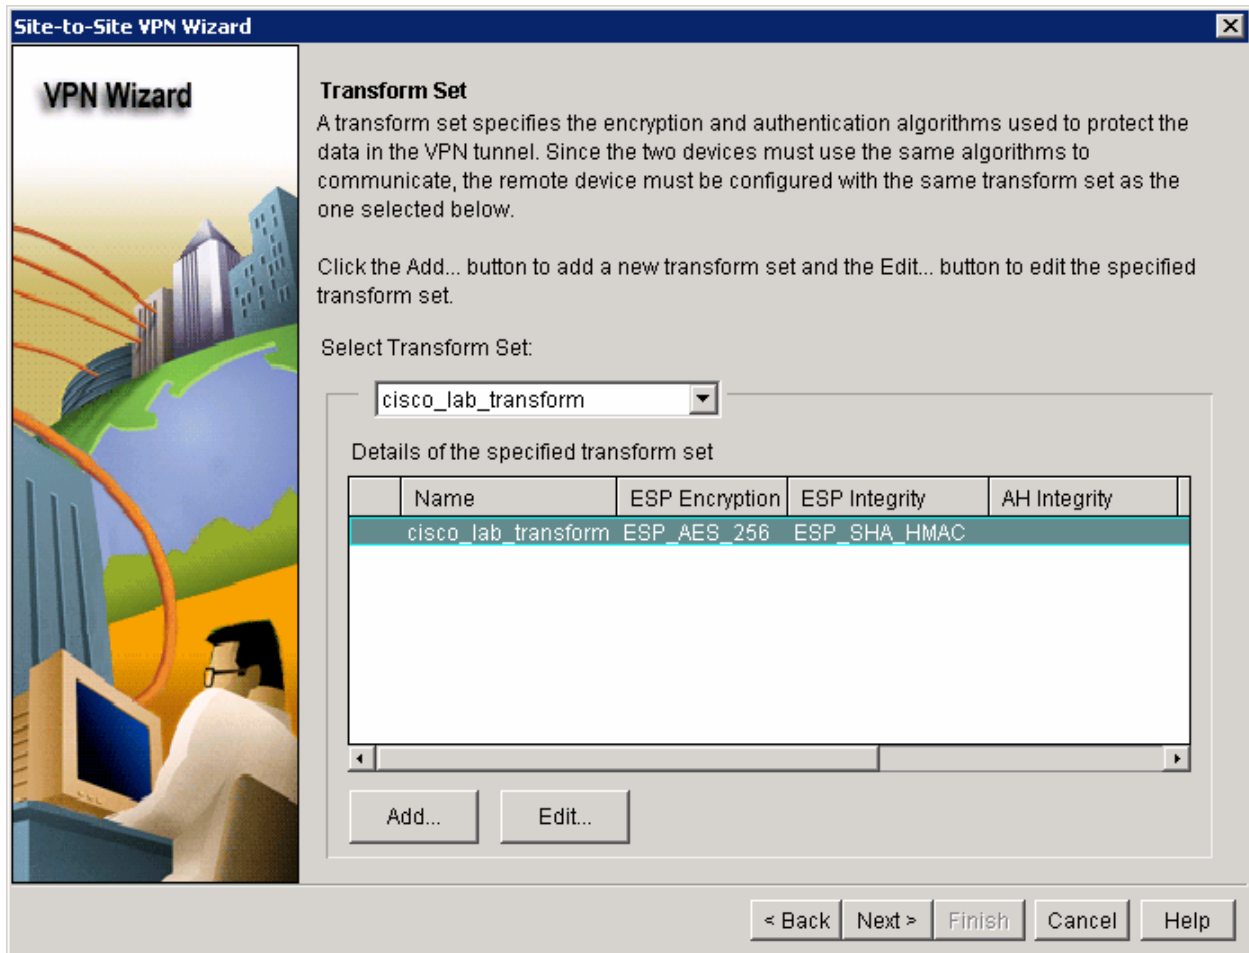 Site-to-Site VPN Wizard
VPN Wizard
Transform Set
A transform set specifies the encryption and authentication algorithms used to protect the
data in the VPN tunnel. Since the two devices must use the same algorithms to
communicate, the remote device must be configured with the same transform set as the
one selected below.
Click the Add... button to add a new transform set and the Edit... button to edit the specified
transform set.
Select Transform Set:
cisco_lab_transform
Details of the specified transform set
Name ESP Encryption ESP Integrity AH Integrity
cisco_lab_transform ESP_AES_256 ESP_SHA_HMAC
Add... Edit...
< Back Next > Finish Cancel Help